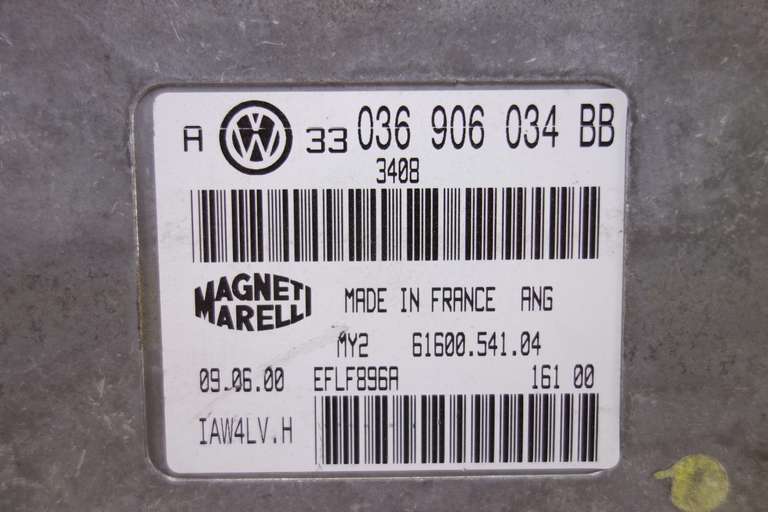 A VW 33 036 906 034 BB
3408
MAGNETI
MARELLI
MADE IN FRANCE ANG
MY2 61600.541.04
09.06.00 EFLF896A 161 00
IAW4LV.H